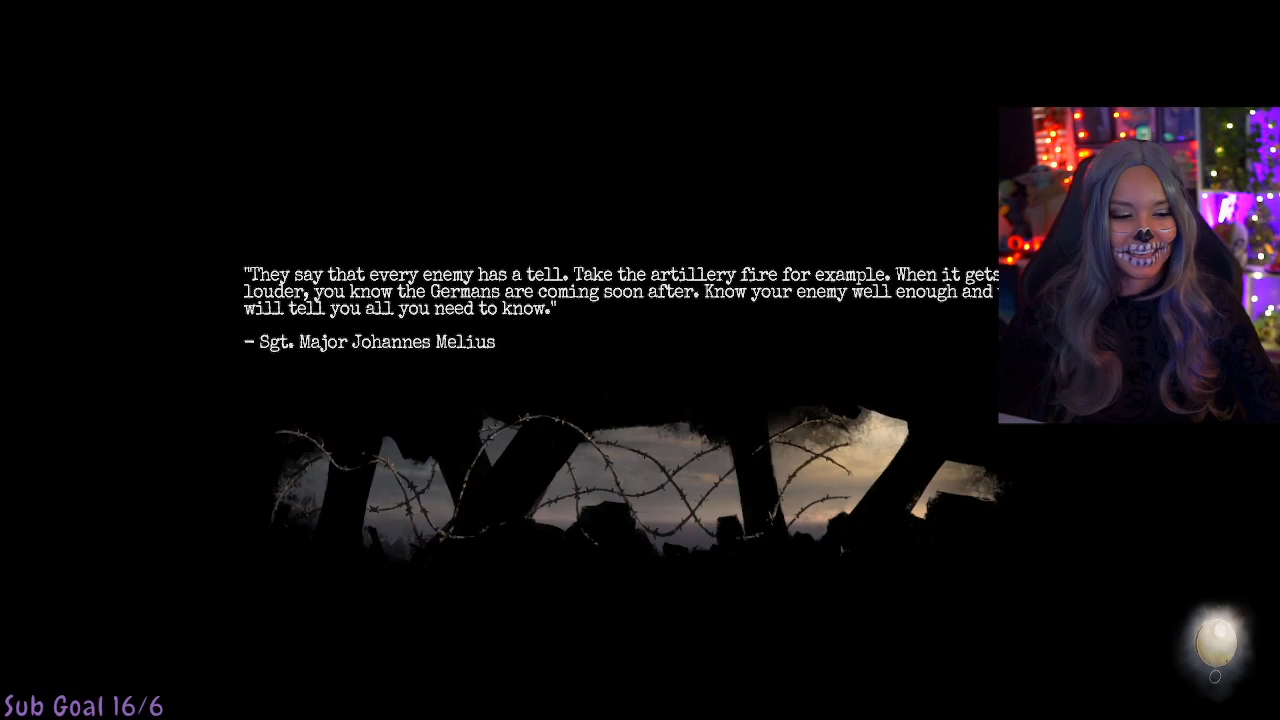 "They say that every enemy has a tell. Take the artillery fire for example. When it gets
louder, you know the Germans are coming soon after. Know your enemy well enough and
will tell you all you need to know."
- Sgt. Major Johannes Melius
Sub Goal 16/6